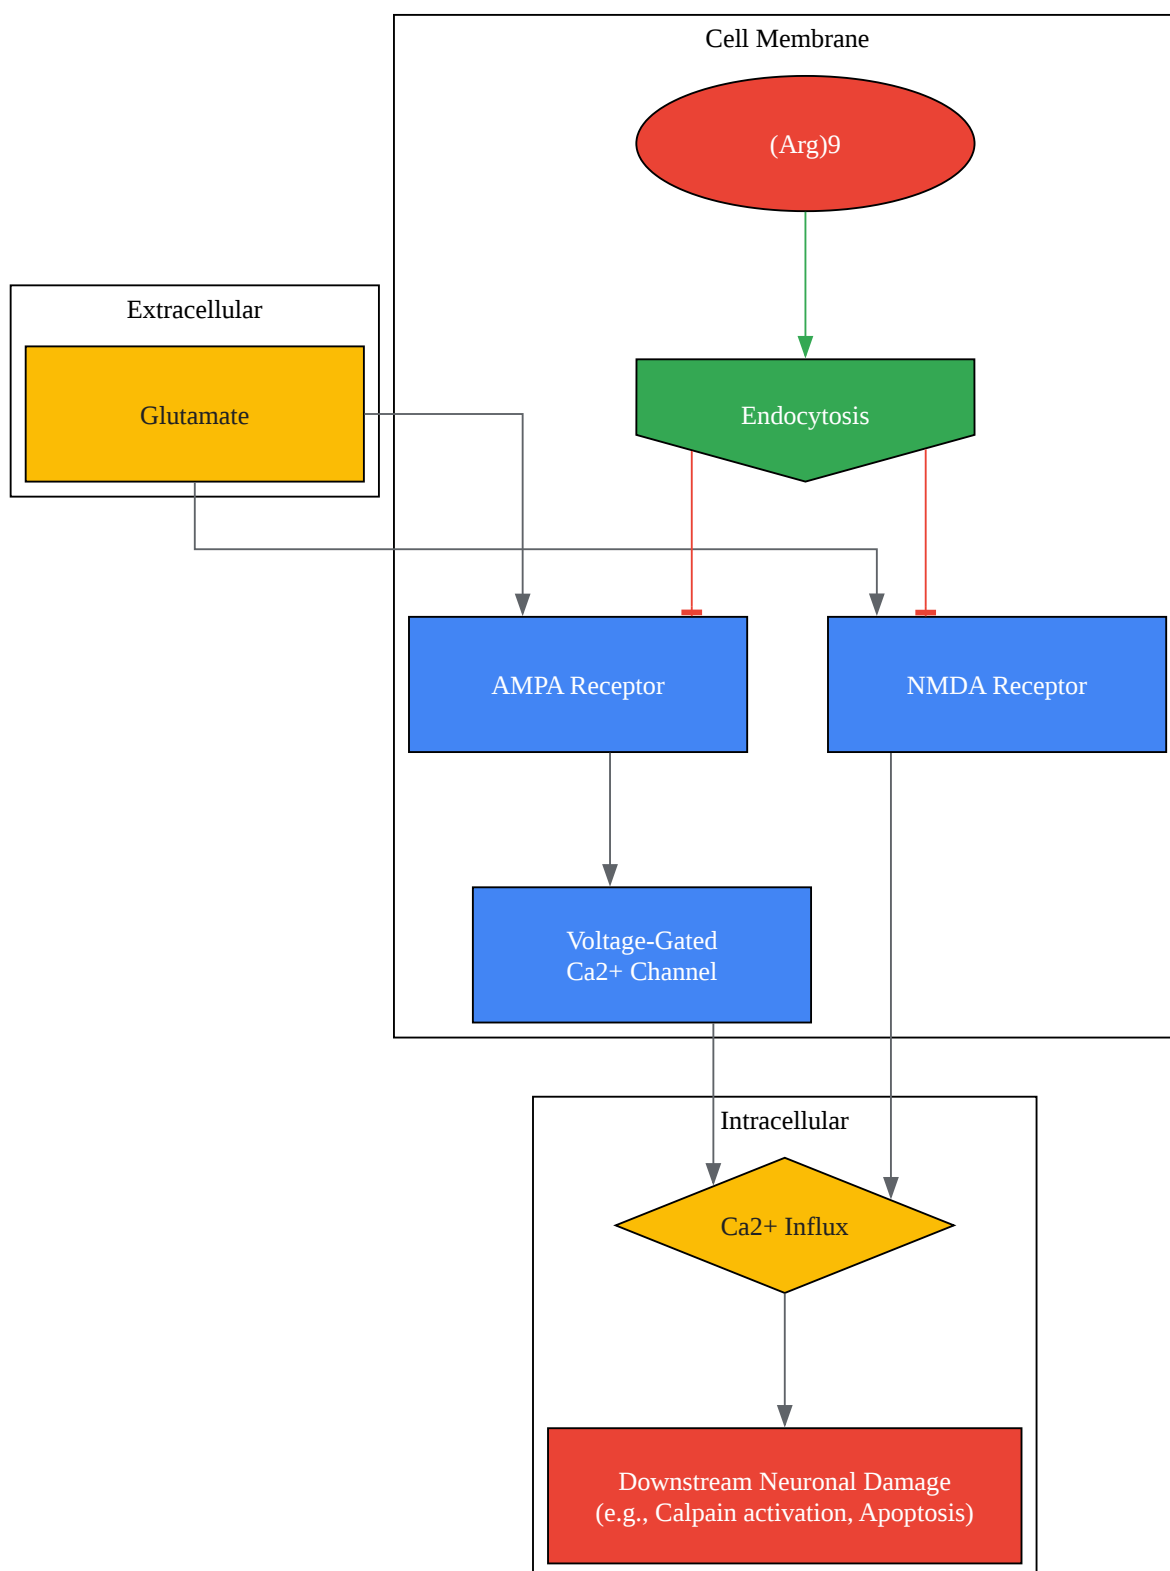 Cell Membrane
(Arg)9
Extracellular
Glutamate
Endocytosis
AMPA Receptor
NMDA Receptor
Voltage-Gated
Ca2+ Channel
Intracellular
Ca2+ Influx
Downstream Neuronal Damage
(e.g., Calpain activation, Apoptosis)